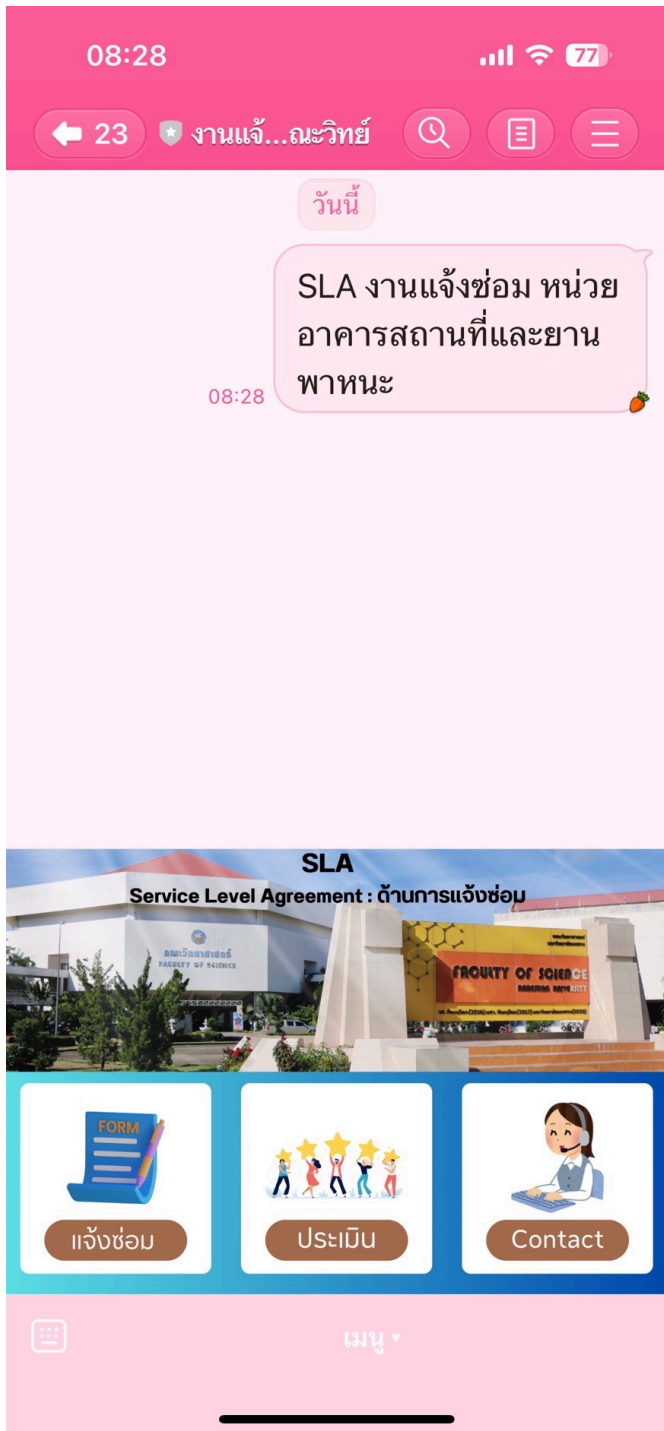 08:28
77
23
งานแจ้...ณะวิทย์
วันนี้
SLA งานแจ้งซ่อม หน่วย
อาคารสถานที่และยาน
พาหนะ
08:28
SLA
Service Level Agreement : ด้านการแจ้งซ่อม
คณะวิทยาศาสตร์
FACULTY OF SCIENCE
FACULTY OF SCIENCE
NARESUAN UNIVERSITY
FORM
แจ้งซ่อม
ประเมิน
Contact
เมนู